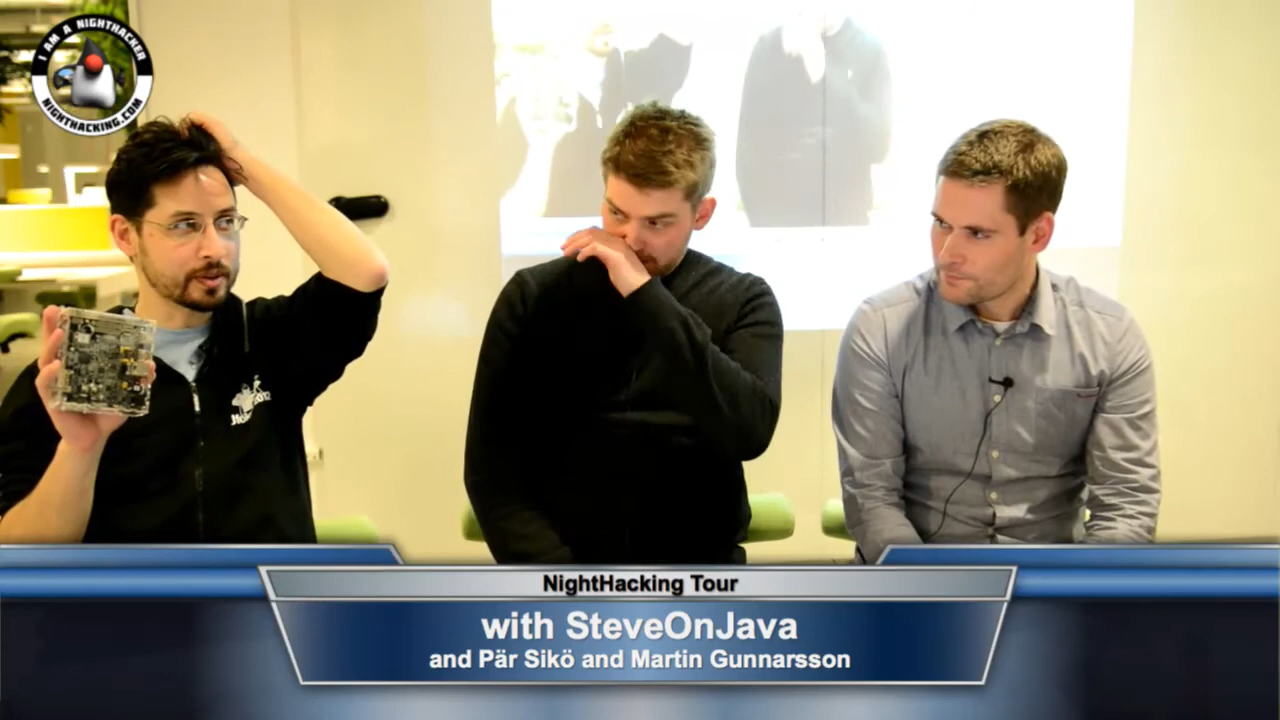 I AM A NIGHTHACKER
NIGHTHACKING.COM
NightHacking Tour
with SteveOnJava
and Pär Sikö and Martin Gunnarsson